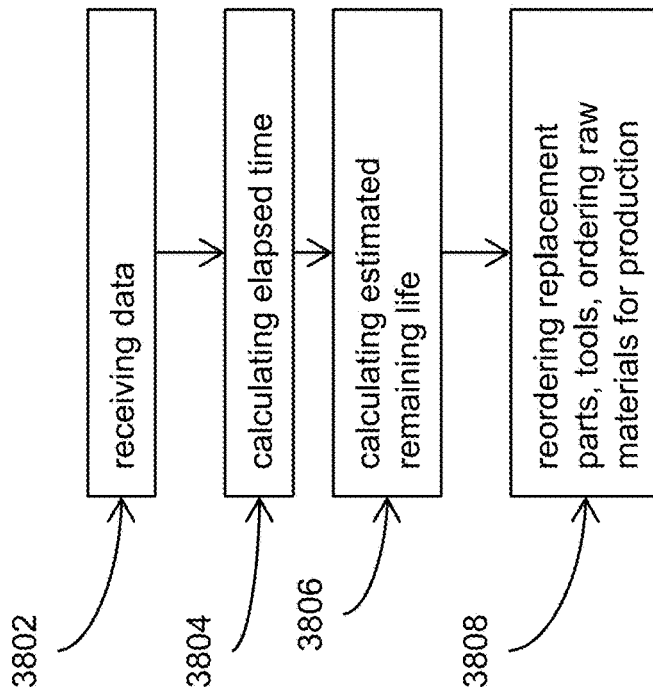 3802
receiving data
3804
calculating elapsed time
3806
calculating estimated
remaining life
3808
reordering replacement
parts, tools, ordering raw
materials for production